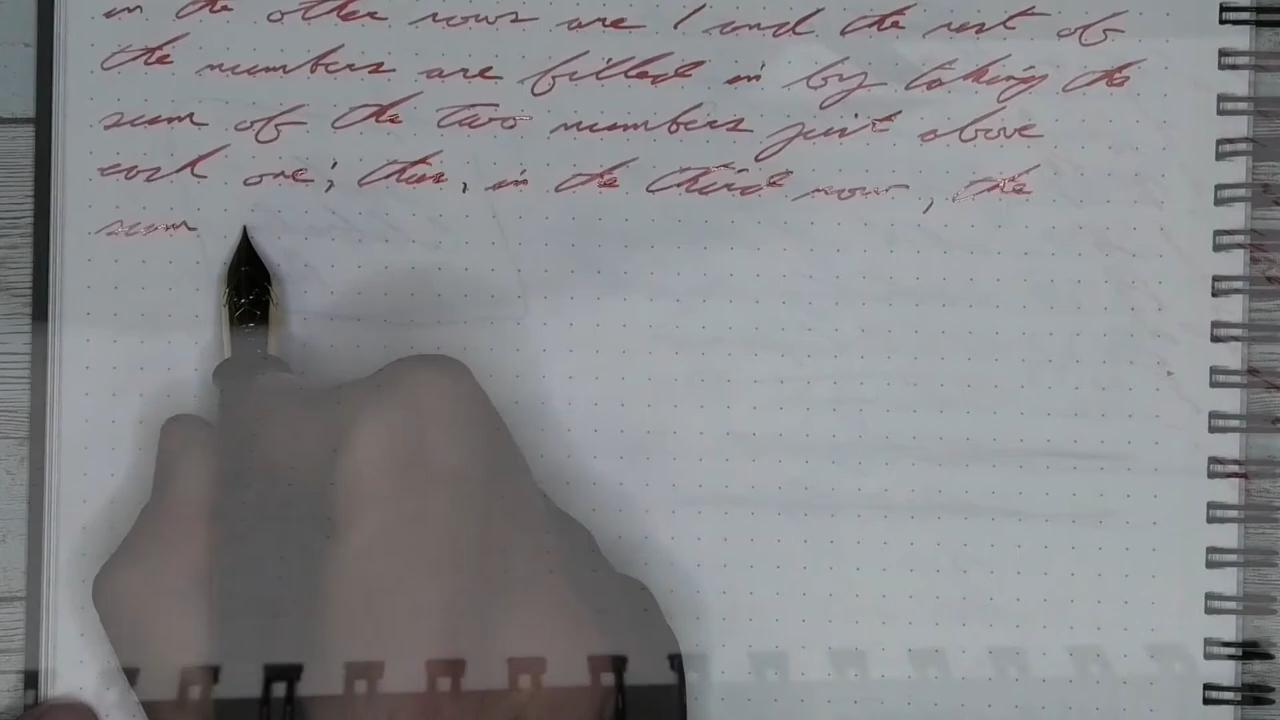 in the other rows are 1 and the rest of
the numbers are filled in by taking the
sum of the two numbers just above
each one; thus, in the third row, the
sum